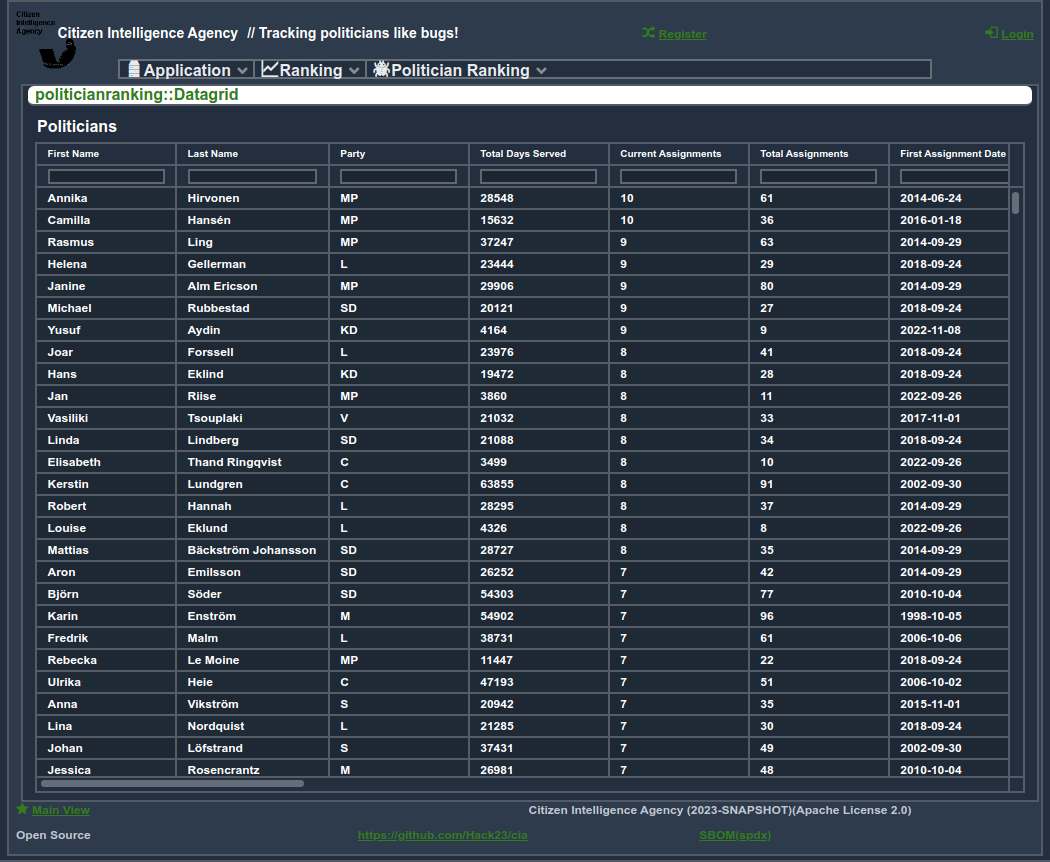 Citizen
Intelligence
Agency
Citizen Intelligence Agency // Tracking politicians like bugs! Register Login
Application Ranking Politician Ranking
politicianranking::Datagrid
Politicians
First Name Last Name Party Total Days Served Current Assignments Total Assignments First Assignment Date
Annika Hirvonen MP 28548 10 61 2014-06-24
Camilla Hansén MP 15632 10 36 2016-01-18
Rasmus Ling MP 37247 9 63 2014-09-29
Helena Gellerman L 23444 9 29 2018-09-24
Janine Alm Ericson MP 29906 9 80 2014-09-29
Michael Rubbestad SD 20121 9 27 2018-09-24
Yusuf Aydin KD 4164 9 9 2022-11-08
Joar Forssell L 23976 8 41 2018-09-24
Hans Eklind KD 19472 8 28 2018-09-24
Jan Riise MP 3860 8 11 2022-09-26
Vasiliki Tsouplaki V 21032 8 33 2017-11-01
Linda Lindberg SD 21088 8 34 2018-09-24
Elisabeth Thand Ringqvist C 3499 8 10 2022-09-26
Kerstin Lundgren C 63855 8 91 2002-09-30
Robert Hannah L 28295 8 37 2014-09-29
Louise Eklund L 4326 8 8 2022-09-26
Mattias Bäckström Johansson SD 28727 8 35 2014-09-29
Aron Emilsson SD 26252 7 42 2014-09-29
Björn Söder SD 54303 7 77 2010-10-04
Karin Enström M 54902 7 96 1998-10-05
Fredrik Malm L 38731 7 61 2006-10-06
Rebecka Le Moine MP 11447 7 22 2018-09-24
Ulrika Heie C 47193 7 51 2006-10-02
Anna Vikström S 20942 7 35 2015-11-01
Lina Nordquist L 21285 7 30 2018-09-24
Johan Löfstrand S 37431 7 49 2002-09-30
Jessica Rosencrantz M 26981 7 48 2010-10-04
Main View Citizen Intelligence Agency (2023-SNAPSHOT)(Apache License 2.0)
Open Source https://github.com/Hack23/cia SBOM(spdx)